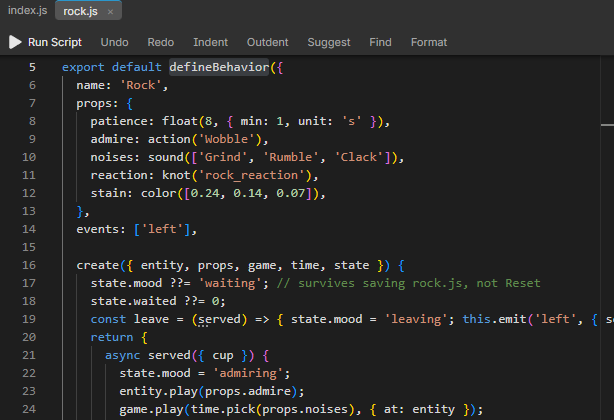 index.js rock.js ×
Run Script Undo Redo Indent Outdent Suggest Find Format
5 export default defineBehavior({
6 name: 'Rock',
7 props: {
8 patience: float(8, { min: 1, unit: 's' }),
9 admire: action('Wobble'),
10 noises: sound(['Grind', 'Rumble', 'Clack']),
11 reaction: knot('rock_reaction'),
12 stain: color([0.24, 0.14, 0.07]),
13 },
14 events: ['left'],
15
16 create({ entity, props, game, time, state }) {
17 state.mood ??= 'waiting'; // survives saving rock.js, not Reset
18 state.waited ??= 0;
19 const leave = (served) => { state.mood = 'leaving'; this.emit('left', { s
20 return {
21 async served({ cup }) {
22 state.mood = 'admiring';
23 entity.play(props.admire);
24 game.play(time.pick(props.noises), { at: entity });